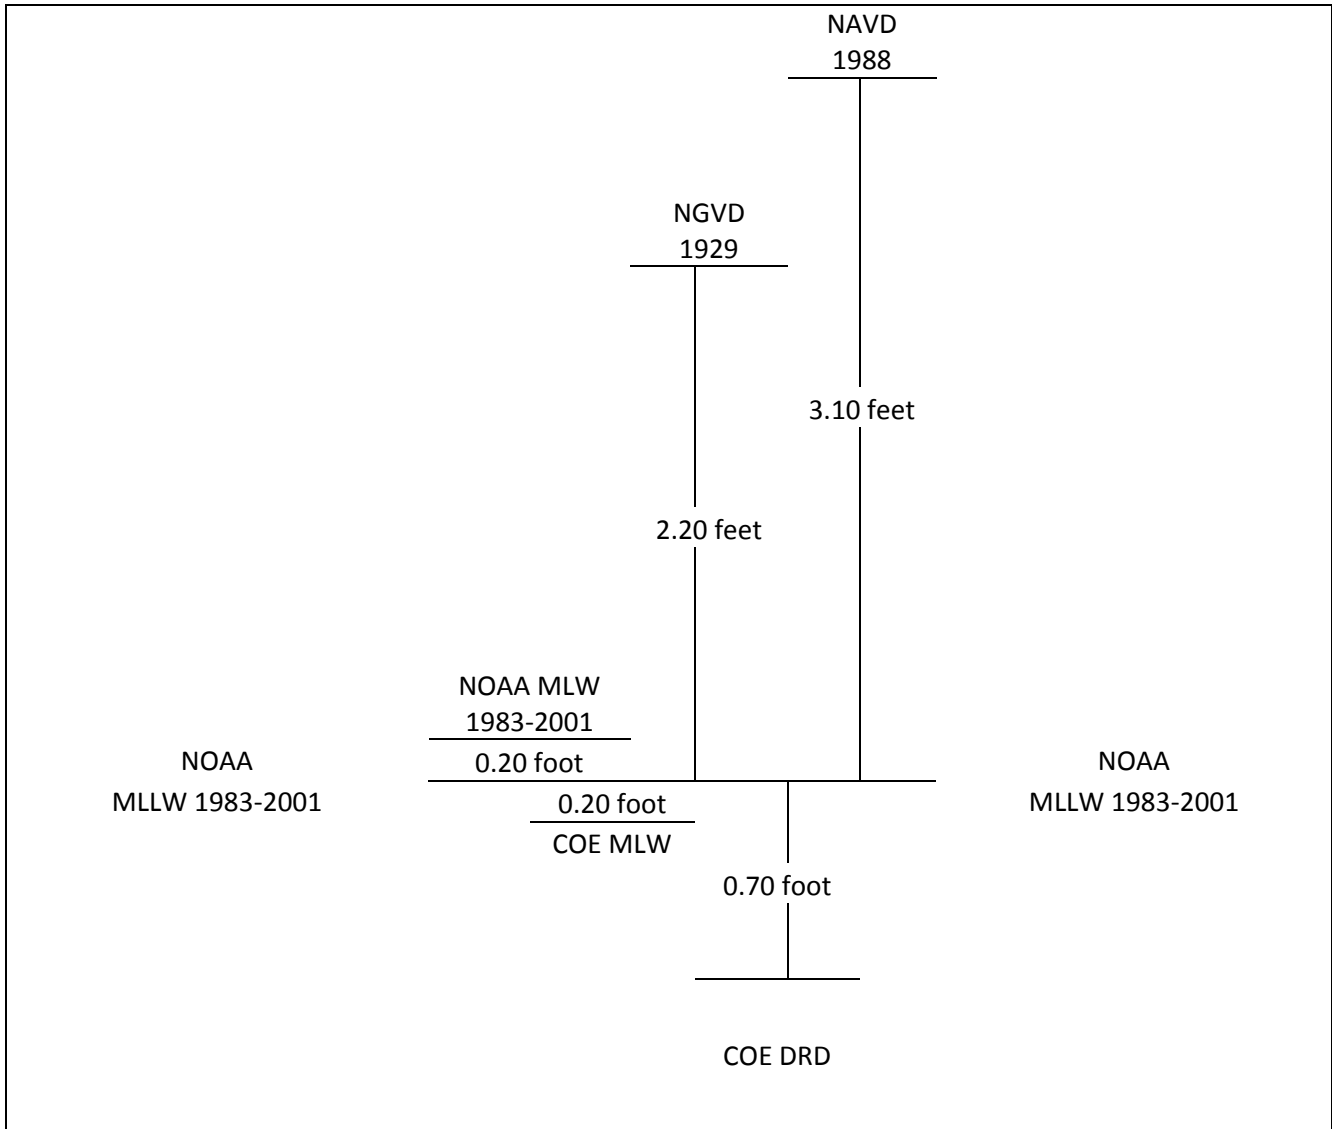 NAVD
1988
NGVD
1929
3.10 feet
2.20 feet
NOAA MLW
1983-2001
NOAA
MLLW 1983-2001
0.20 foot
NOAA
MLLW 1983-2001
0.20 foot
COE MLW
0.70 foot
COE DRD